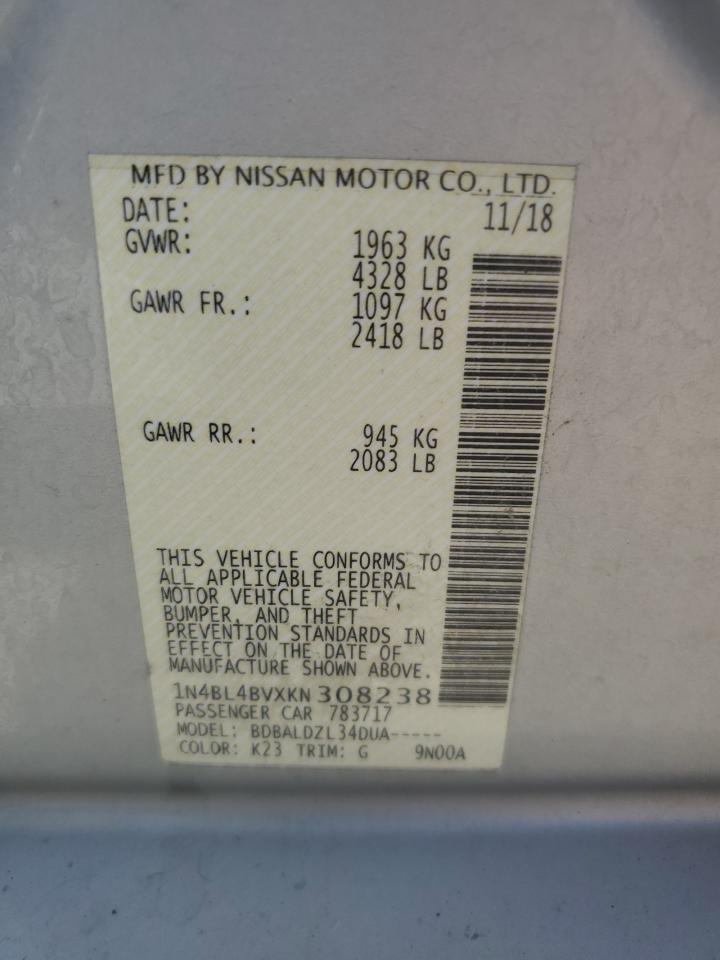 MFD BY NISSAN MOTOR CO., LTD.
DATE: 11/18
GVWR: 1963 KG
4328 LB
GAWR FR.: 1097 KG
2418 LB
GAWR RR.: 945 KG
2083 LB
THIS VEHICLE CONFORMS TO
ALL APPLICABLE FEDERAL
MOTOR VEHICLE SAFETY,
BUMPER, AND THEFT
PREVENTION STANDARDS IN
EFFECT ON THE DATE OF
MANUFACTURE SHOWN ABOVE.
1N4BL4BVXKN308238
PASSENGER CAR 783717
MODEL: BDBALDZL34DUA-----
COLOR: K23 TRIM: G 9N00A